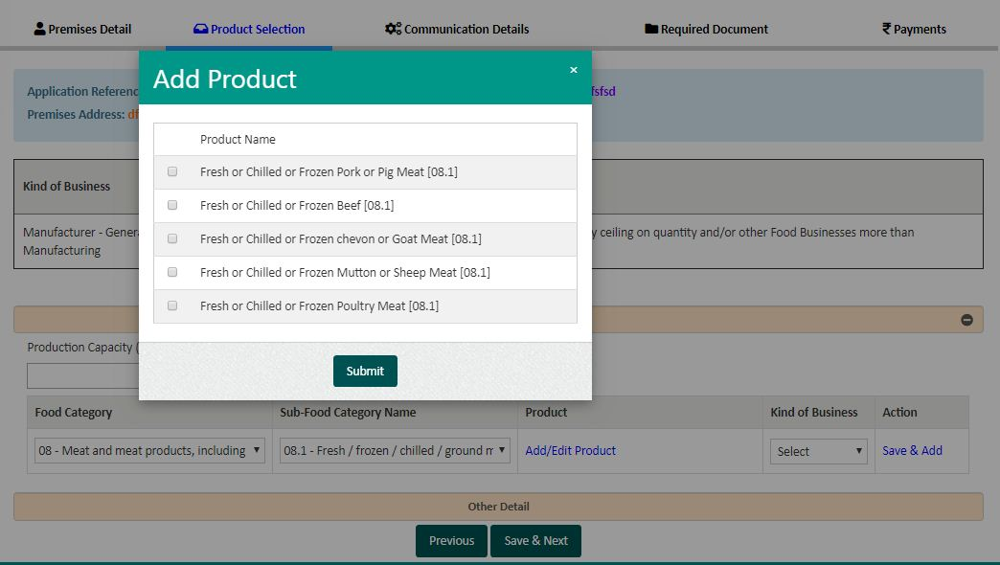 Premises Detail
Product Selection
Communication Details
Required Document
₹ Payments
Add Product
×
Application Referenc
fsfsd
Premises Address: df
Product Name
Fresh or Chilled or Frozen Pork or Pig Meat [08.1]
Fresh or Chilled or Frozen Beef [08.1]
Fresh or Chilled or Frozen chevon or Goat Meat [08.1]
Fresh or Chilled or Frozen Mutton or Sheep Meat [08.1]
Fresh or Chilled or Frozen Poultry Meat [08.1]
Submit
Kind of Business
Manufacturer - Genera
y ceiling on quantity and/or other Food Businesses more than
Manufacturing
Production Capacity (
Food Category
Sub-Food Category Name
Product
Kind of Business
Action
08 - Meat and meat products, including
08.1 - Fresh / frozen / chilled / ground m
Add/Edit Product
Select
Save & Add
Other Detail
Previous
Save & Next